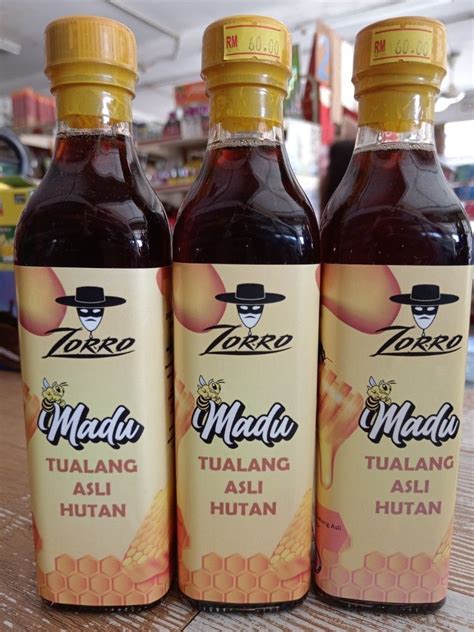 RM 60.00
RM 60.00
ZORRO
Madu
TUALANG
ASLI
HUTAN
ZORRO
Madu
TUALANG
ASLI
HUTAN
ZORRO
Madu
TUALANG
ASLI
HUTAN
Asli